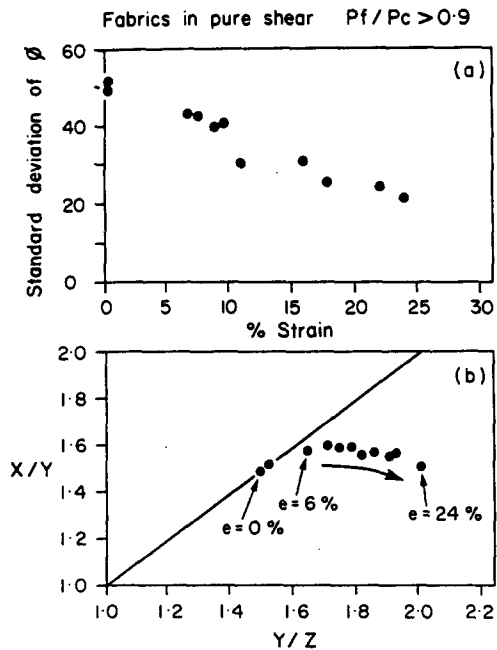 Fabrics in pure shear Pf/Pc>0.9
(a)
Standard deviation of ø
60
40
20
0
0 5 10 15 20 25 30
% Strain
(b)
X/Y
2·0
1·8
1·6
1·4
1·2
1·0
e=0 %
e=6 %
e=24 %
1·0 1·2 1·4 1·6 1·8 2·0 2·2
Y/Z